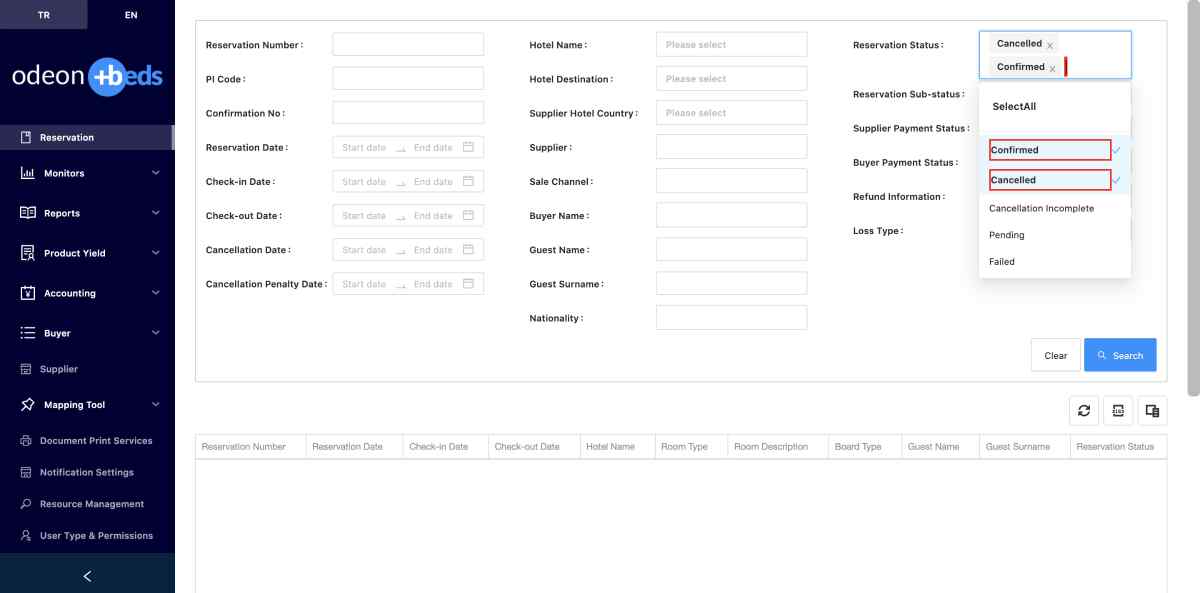 TR
EN
odeon +beds
Reservation
Monitors
Reports
Product Yield
Accounting
Buyer
Supplier
Mapping Tool
Document Print Services
Notification Settings
Resource Management
User Type & Permissions
Reservation Number :
PI Code :
Confirmation No :
Reservation Date : Start date End date
Check-in Date : Start date End date
Check-out Date : Start date End date
Cancellation Date : Start date End date
Cancellation Penalty Date : Start date End date
Hotel Name : Please select
Hotel Destination : Please select
Supplier Hotel Country : Please select
Supplier :
Sale Channel :
Buyer Name :
Guest Name :
Guest Surname :
Nationality :
Reservation Status : Cancelled x
Confirmed x
Reservation Sub-status :
Supplier Payment Status :
Buyer Payment Status :
Refund Information :
Loss Type :
SelectAll
Confirmed
Cancelled
Cancellation Incomplete
Pending
Failed
Clear
Search
Reservation Number Reservation Date Check-in Date Check-out Date Hotel Name Room Type Room Description Board Type Guest Name Guest Surname Reservation Status